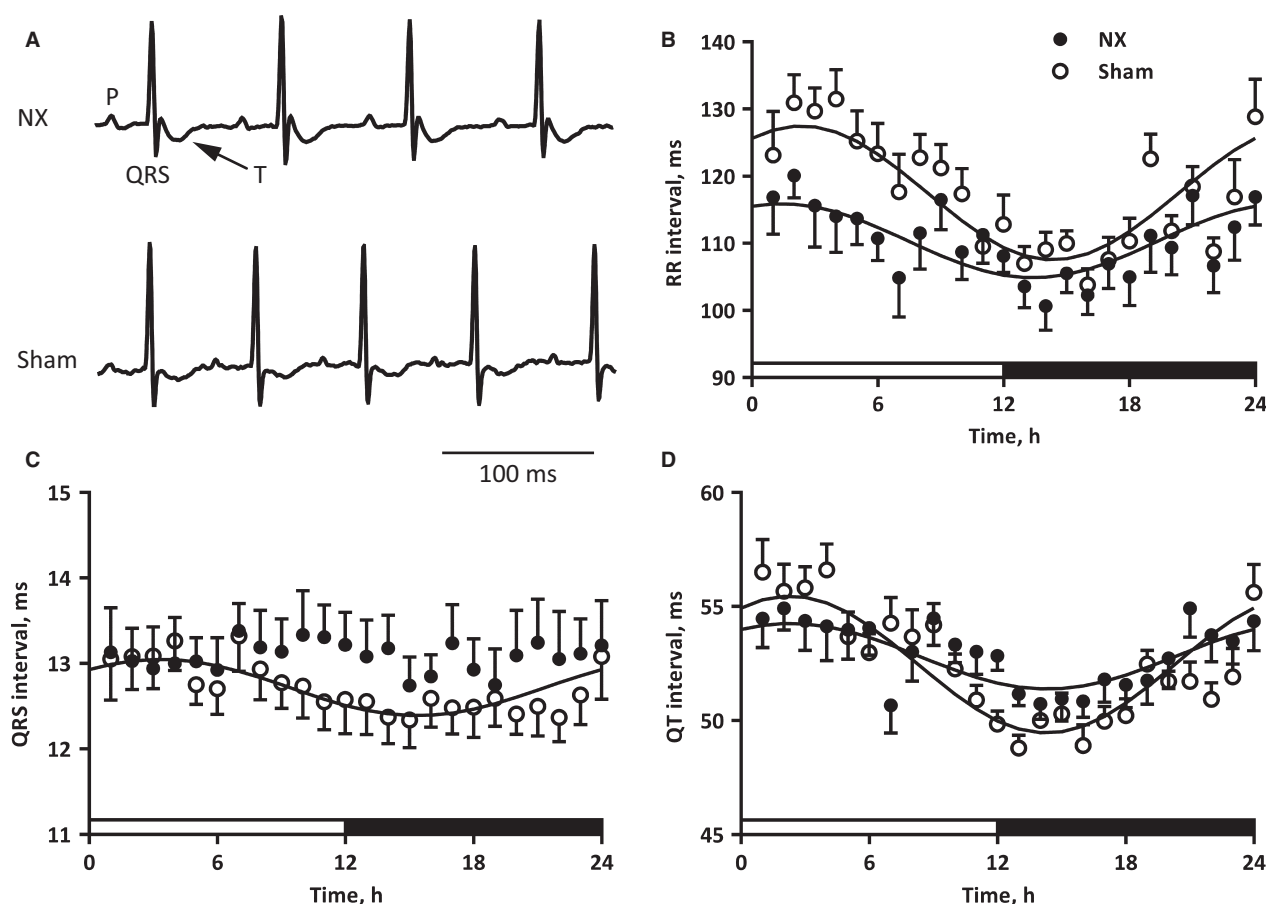 A
NX
P
QRS
T
Sham
100 ms
B
NX
Sham
RR interval, ms
140
130
120
110
100
90
0 6 12 18 24
Time, h
C
QRS interval, ms
15
14
13
12
11
0 6 12 18 24
Time, h
D
QT interval, ms
60
55
50
45
0 6 12 18 24
Time, h